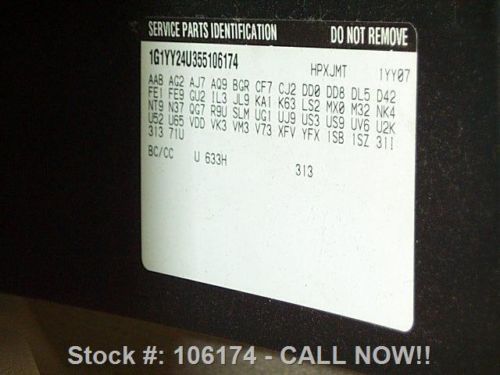 SERVICE PARTS IDENTIFICATION DO NOT REMOVE
1G1YY24U355106174 HPXJMT 1YY07
AA8 AG2 AJ7 AQ9 BGR CF7 CJ2 DD0 DD8 DL5 D42
FE1 FE9 GU2 IL3 JL9 KA1 K63 LS2 MX0 M32 NK4
NT9 N37 QG7 R9U SLM UG1 UJ9 US3 US9 UV6 U2K
U52 U65 VDD VK3 VM3 V73 XFV YFX 1SB 1SZ 31I
313 71U
BC/CC U 633H
313
Stock #: 106174 - CALL NOW!!